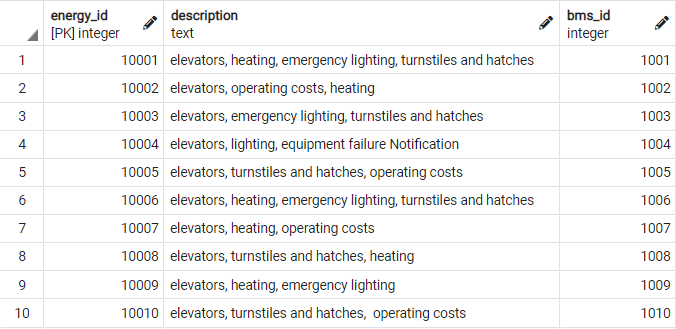 energy_id description bms_id
[PK] integer text integer
1 10001 elevators, heating, emergency lighting, turnstiles and hatches 1001
2 10002 elevators, operating costs, heating 1002
3 10003 elevators, emergency lighting, turnstiles and hatches 1003
4 10004 elevators, lighting, equipment failure Notification 1004
5 10005 elevators, turnstiles and hatches, operating costs 1005
6 10006 elevators, heating, emergency lighting, turnstiles and hatches 1006
7 10007 elevators, heating, operating costs 1007
8 10008 elevators, turnstiles and hatches, heating 1008
9 10009 elevators, heating, emergency lighting 1009
10 10010 elevators, turnstiles and hatches,  operating costs 1010